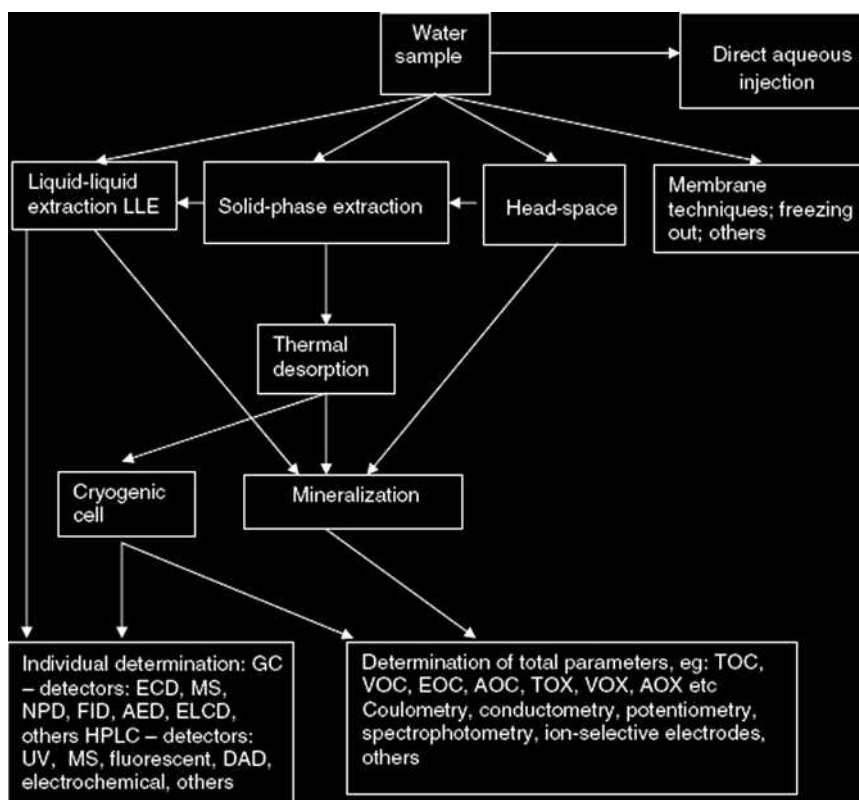 Water
sample
Direct aqueous
injection
Liquid-liquid
extraction LLE
Solid-phase extraction
Head-space
Membrane
techniques; freezing
out; others
Thermal
desorption
Cryogenic
cell
Mineralization
Individual determination: GC
– detectors: ECD, MS,
NPD, FID, AED, ELCD,
others HPLC – detectors:
UV, MS, fluorescent, DAD,
electrochemical, others
Determination of total parameters, eg: TOC,
VOC, EOC, AOC, TOX, VOX, AOX etc
Coulometry, conductometry, potentiometry,
spectrophotometry, ion-selective electrodes,
others